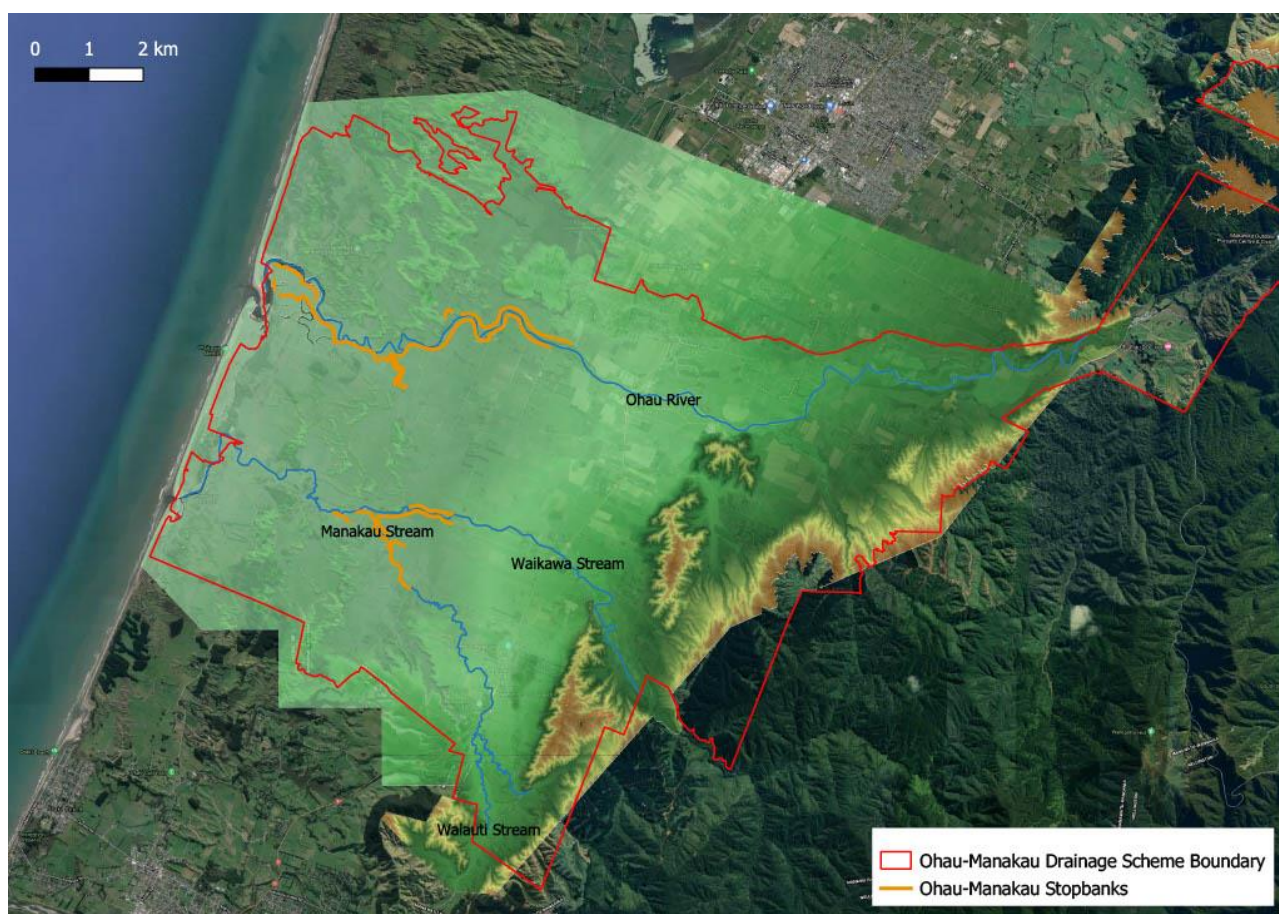 0 1 2 km
Ohau River
Manakau Stream
Waikawa Stream
Waiauti Stream
Ohau-Manakau Drainage Scheme Boundary
Ohau-Manakau Stopbanks